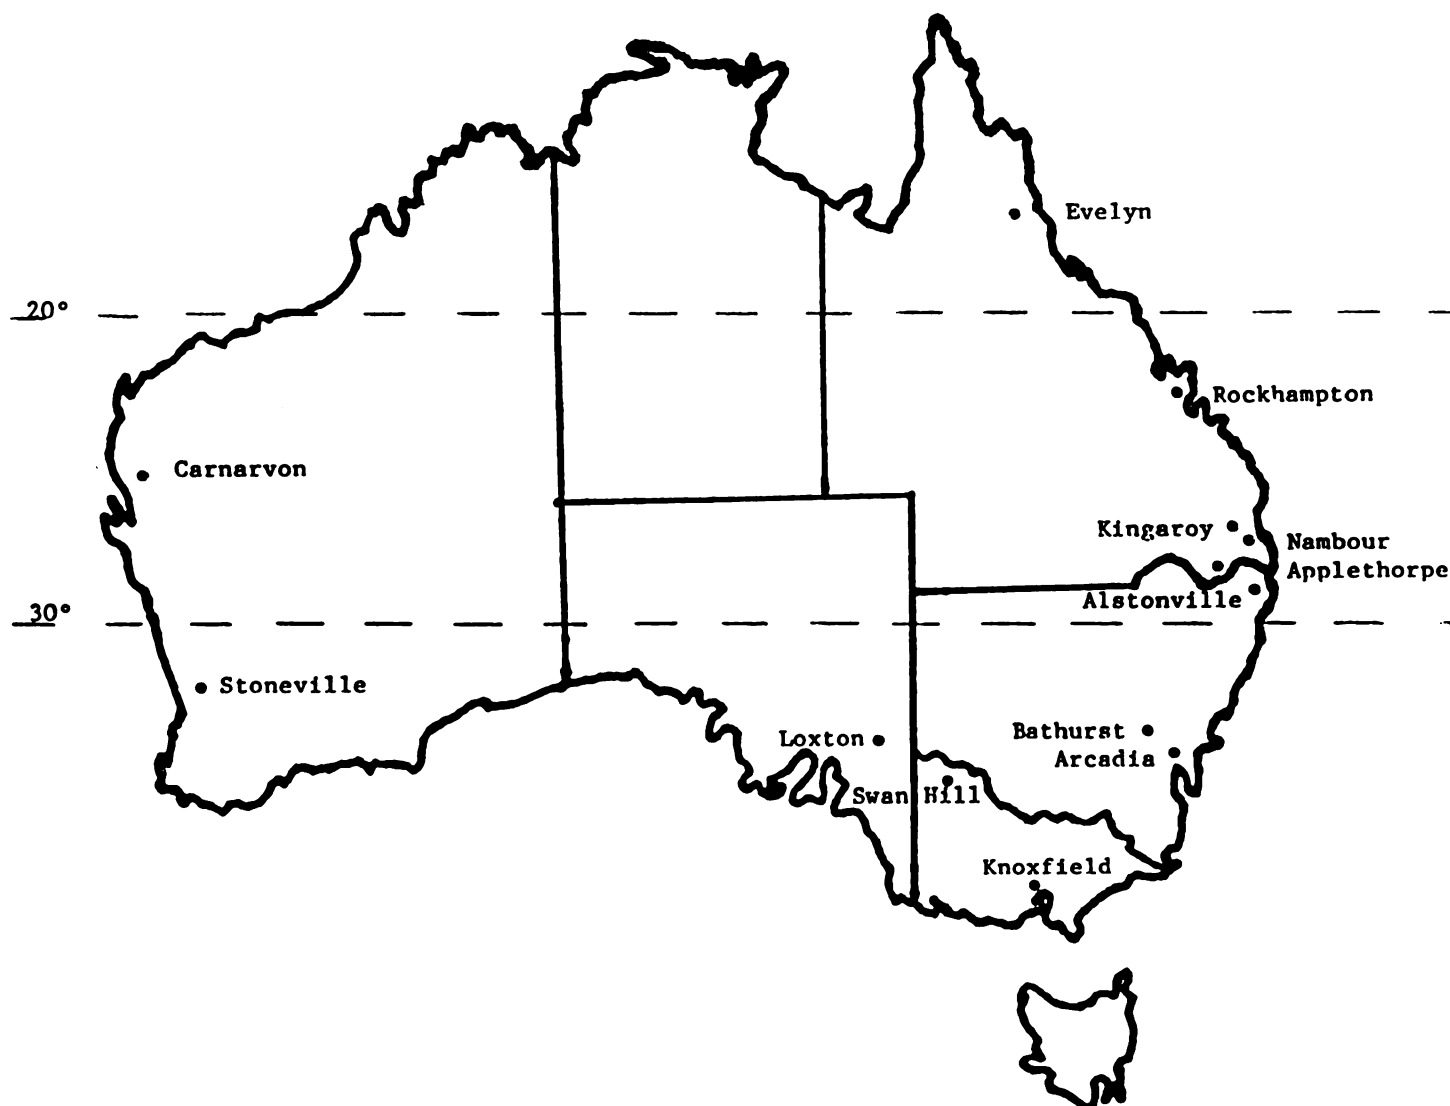 Evelyn
20°
Rockhampton
Carnarvon
Kingaroy
Nambour
Applethorpe
Alstonville
30°
Stoneville
Bathurst
Loxton
Arcadia
Swan Hill
Knoxfield